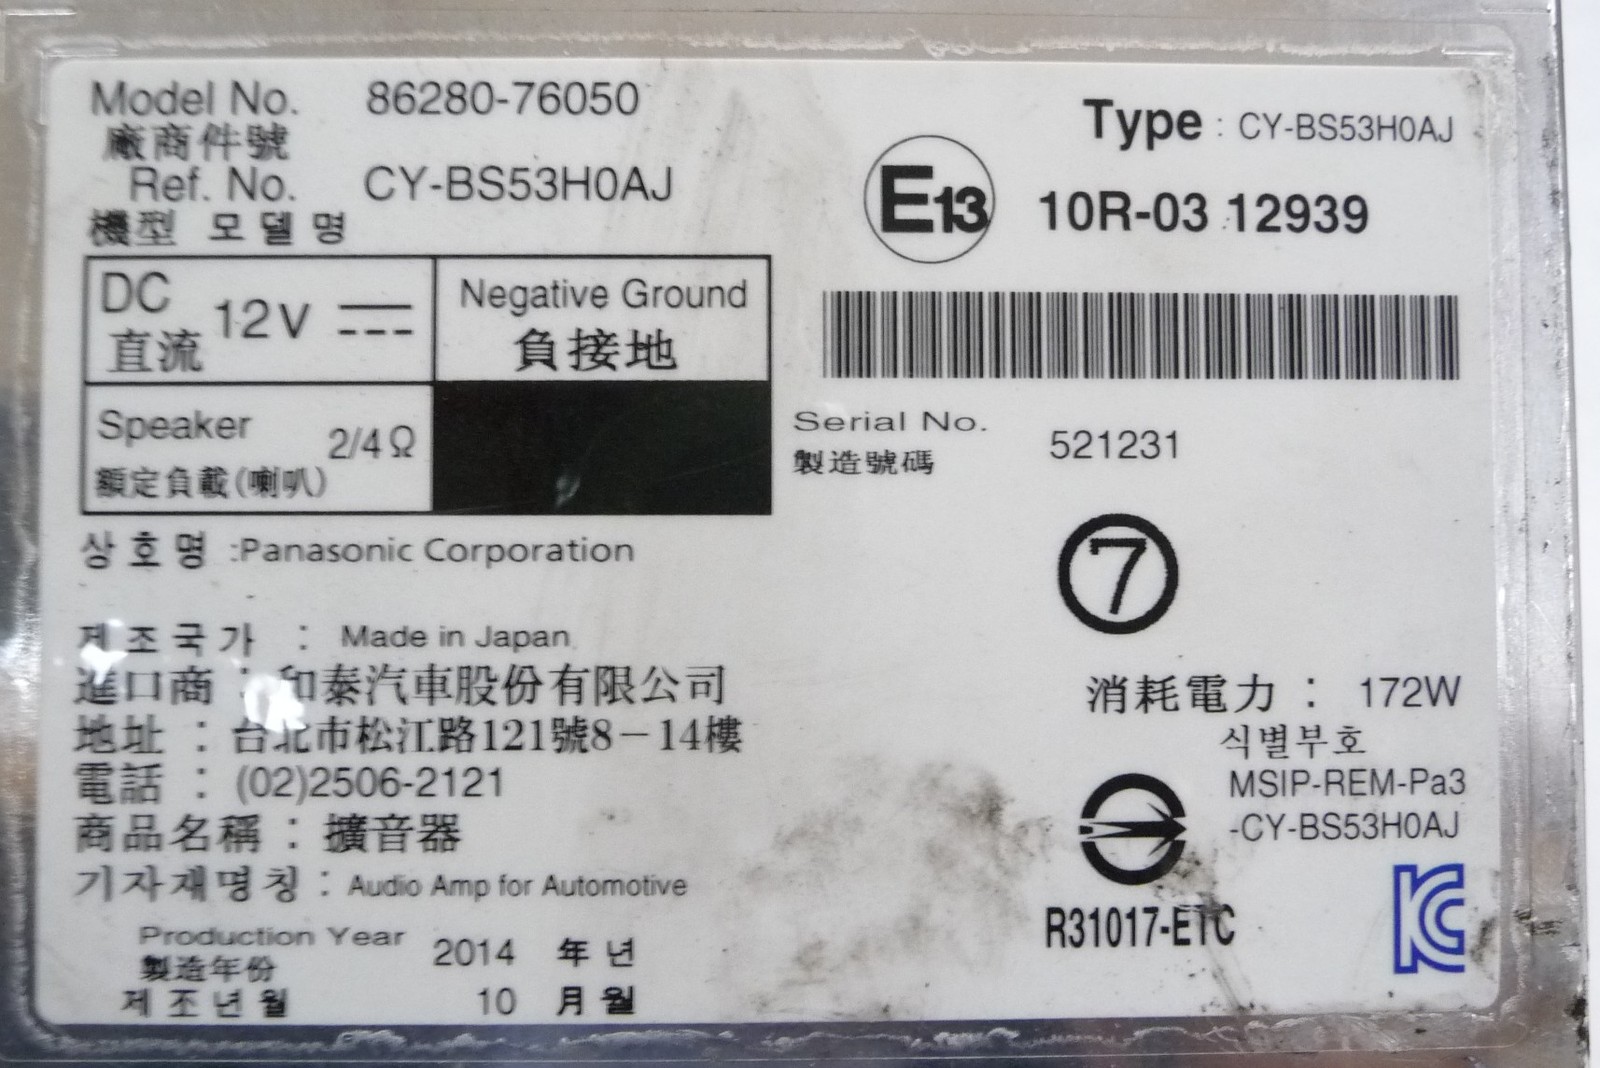 Model No. 86280-76050
廠商件號
Ref. No. CY-BS53H0AJ
機型 모델명
DC 12V
直流
Negative Ground
負接地
Speaker 2/4Ω
額定負載(喇叭)
상호명 :Panasonic Corporation
제조국가 : Made in Japan
進口商 : 和泰汽車股份有限公司
地址 : 台北市松江路121號8－14樓
電話 : (02)2506-2121
商品名稱 : 擴音器
기자재명칭 : Audio Amp for Automotive
Production Year 2014 年년
製造年份
제조년월 10 月월
Type : CY-BS53H0AJ
E13 10R-03 12939
Serial No. 521231
製造號碼
7
消耗電力 : 172W
식별부호
MSIP-REM-Pa3
-CY-BS53H0AJ
R31017-ETC
KC